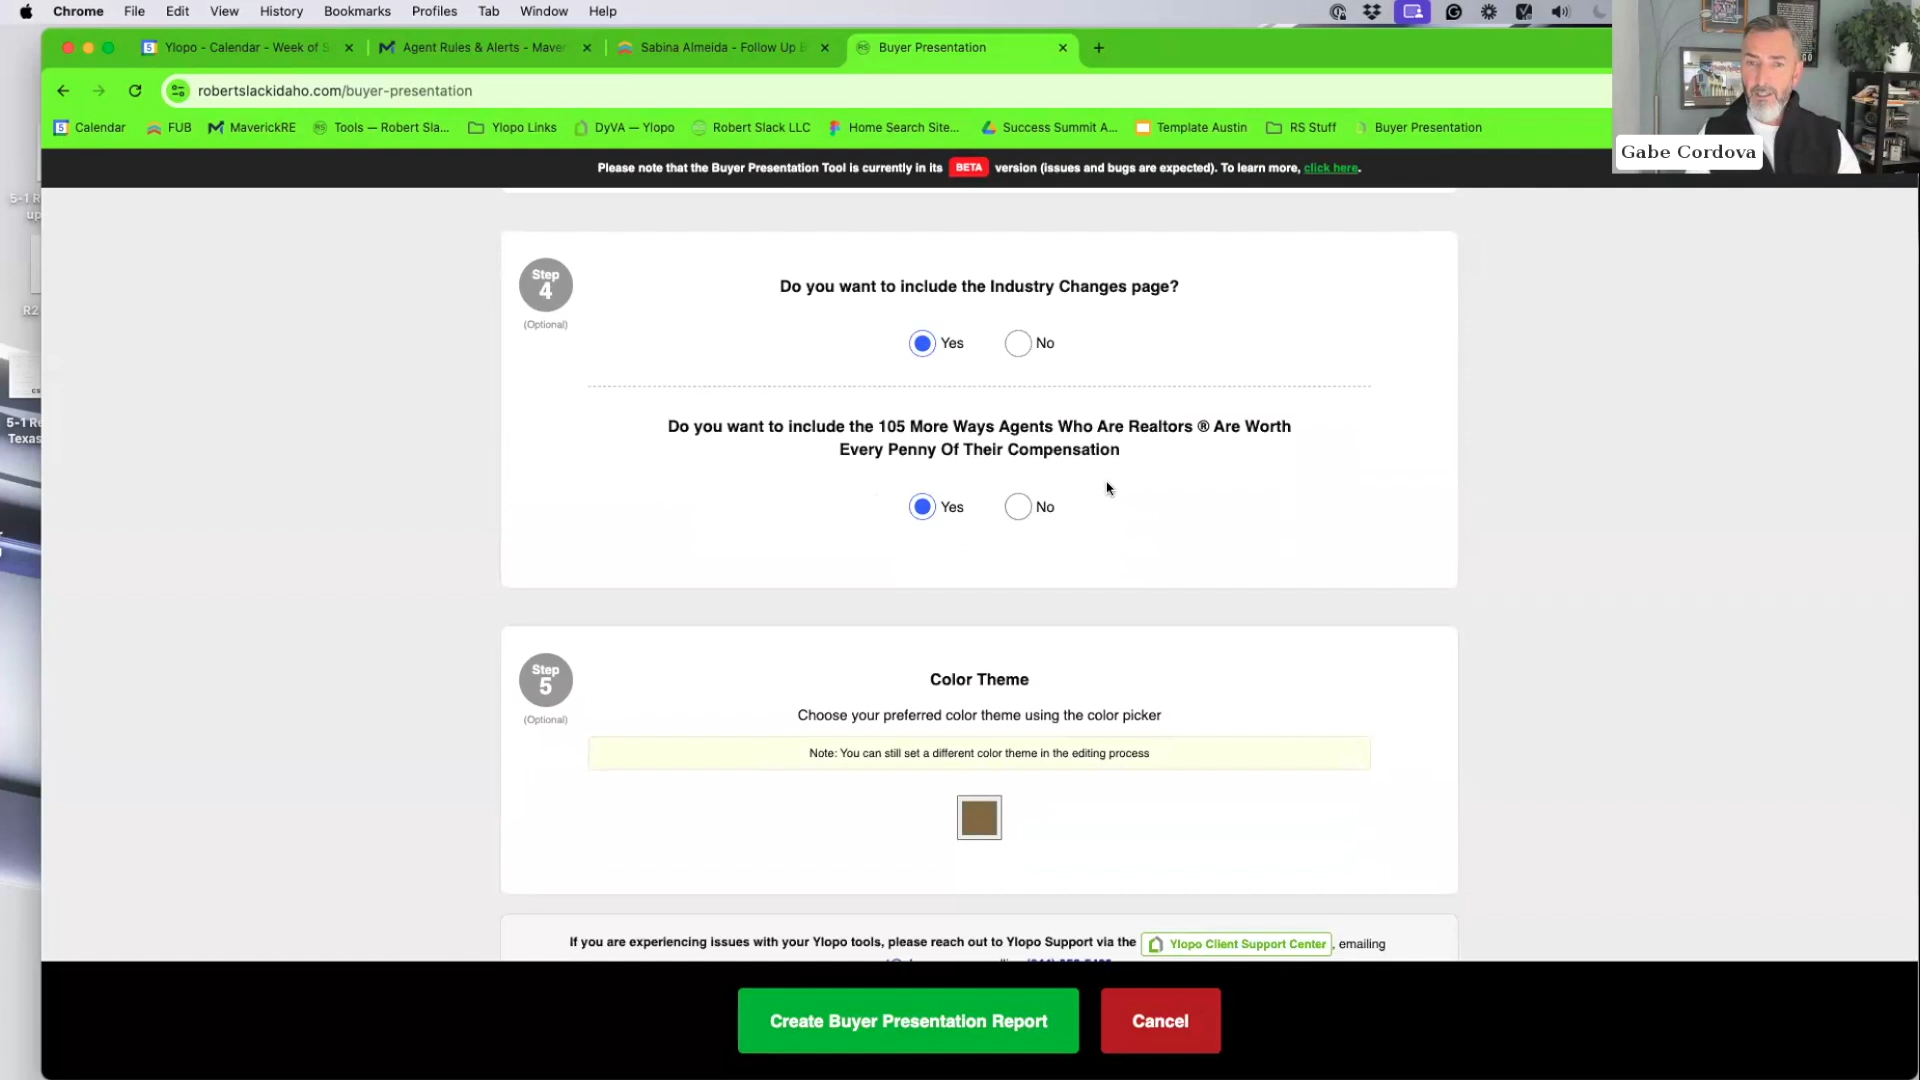 Chrome File Edit View History Bookmarks Profiles Tab Window Help
Ylopo - Calendar - Week of S
Agent Rules & Alerts - Maver
Sabina Almeida - Follow Up B
Buyer Presentation
robertslackidaho.com/buyer-presentation
Calendar FUB MaverickRE Tools — Robert Sla... Ylopo Links DyVA — Ylopo Robert Slack LLC Home Search Site... Success Summit A... Template Austin RS Stuff Buyer Presentation
Gabe Cordova
Please note that the Buyer Presentation Tool is currently in its BETA version (issues and bugs are expected). To learn more, click here.
Step
4
(Optional)
Do you want to include the Industry Changes page?
Yes No
Do you want to include the 105 More Ways Agents Who Are Realtors ® Are Worth
Every Penny Of Their Compensation
Yes No
Step
5
(Optional)
Color Theme
Choose your preferred color theme using the color picker
Note: You can still set a different color theme in the editing process
If you are experiencing issues with your Ylopo tools, please reach out to Ylopo Support via the Ylopo Client Support Center, emailing
Create Buyer Presentation Report
Cancel
5-1 R
up
R2
5-1 Re
Texas